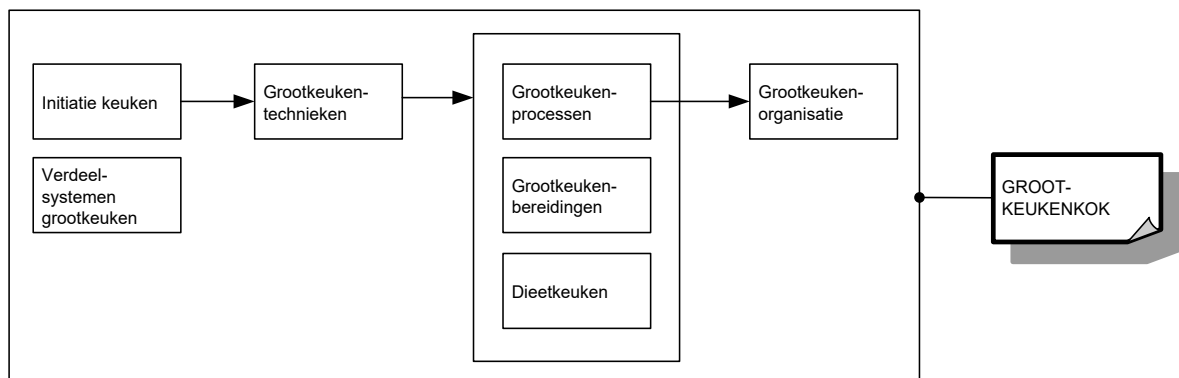 Initiatie keuken
Verdeel-
systemen
grootkeuken
Grootkeuken-
technieken
Grootkeuken-
processen
Grootkeuken-
bereidingen
Dieetkeuken
Grootkeuken-
organisatie
GROOT-
KEUKENKOK